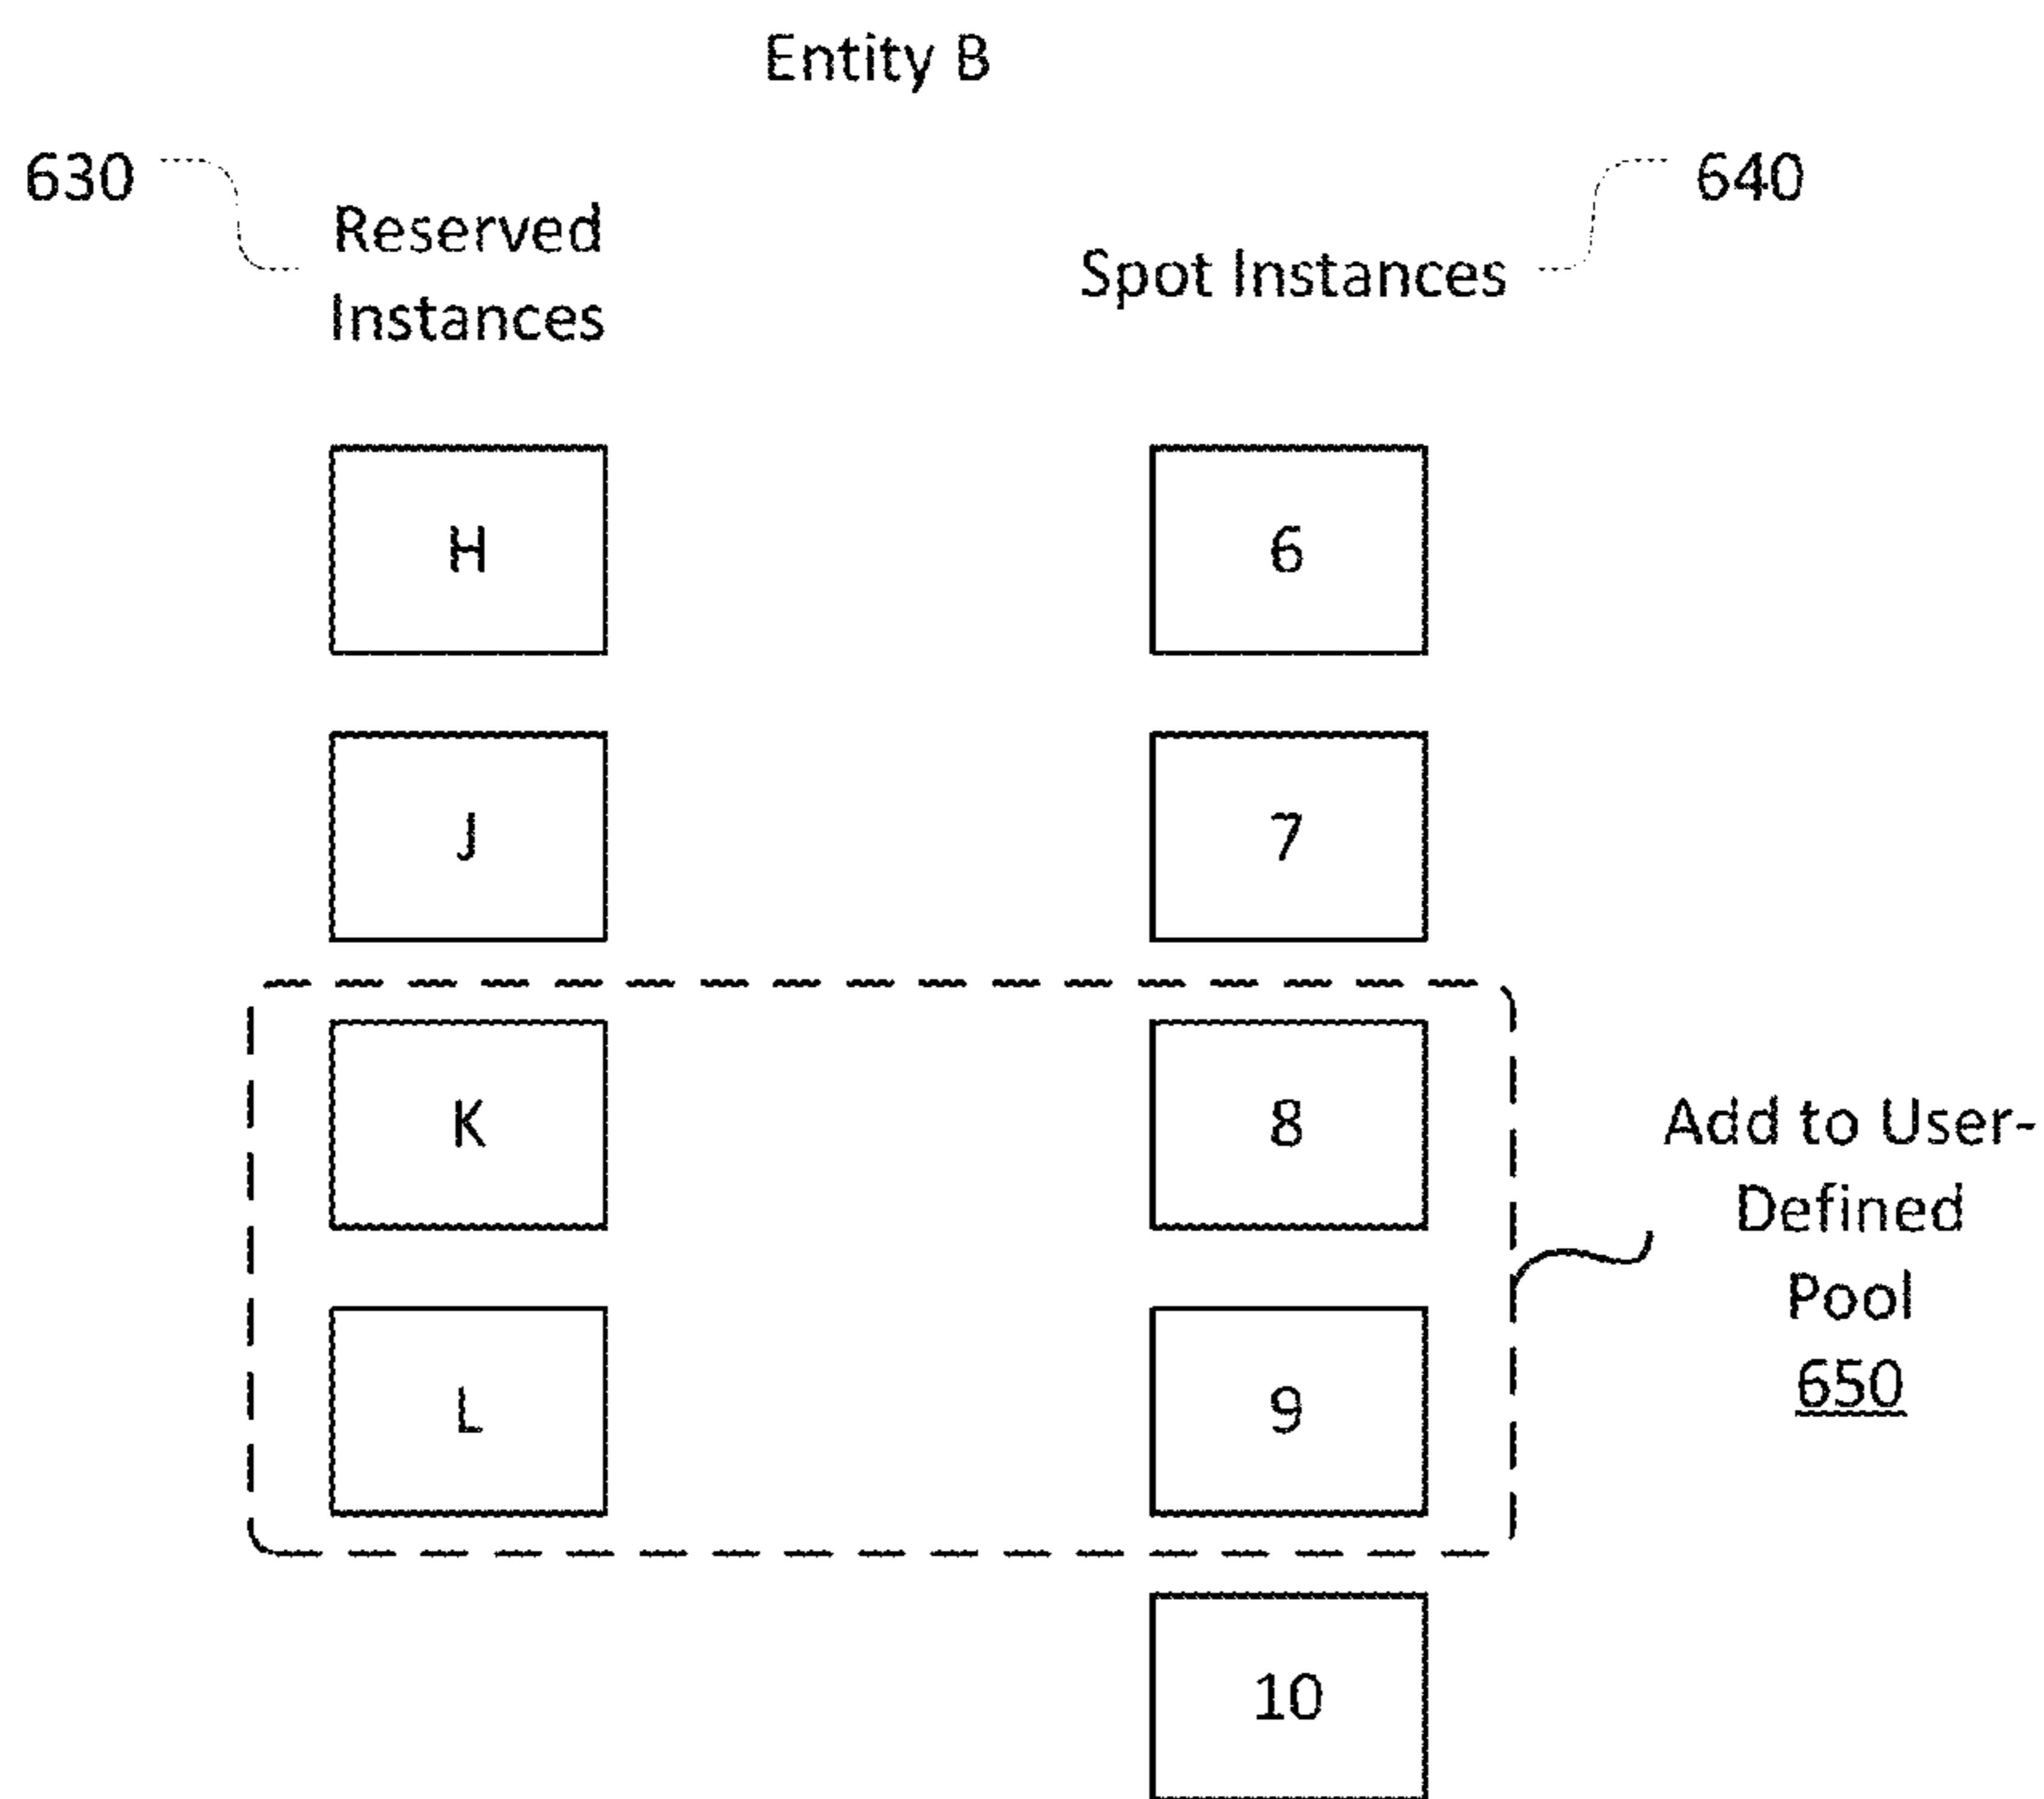 Entity B
630
Reserved
Instances
Spot Instances
640
H
6
J
7
K
8
L
9
Add to User-
Defined
Pool
650
10